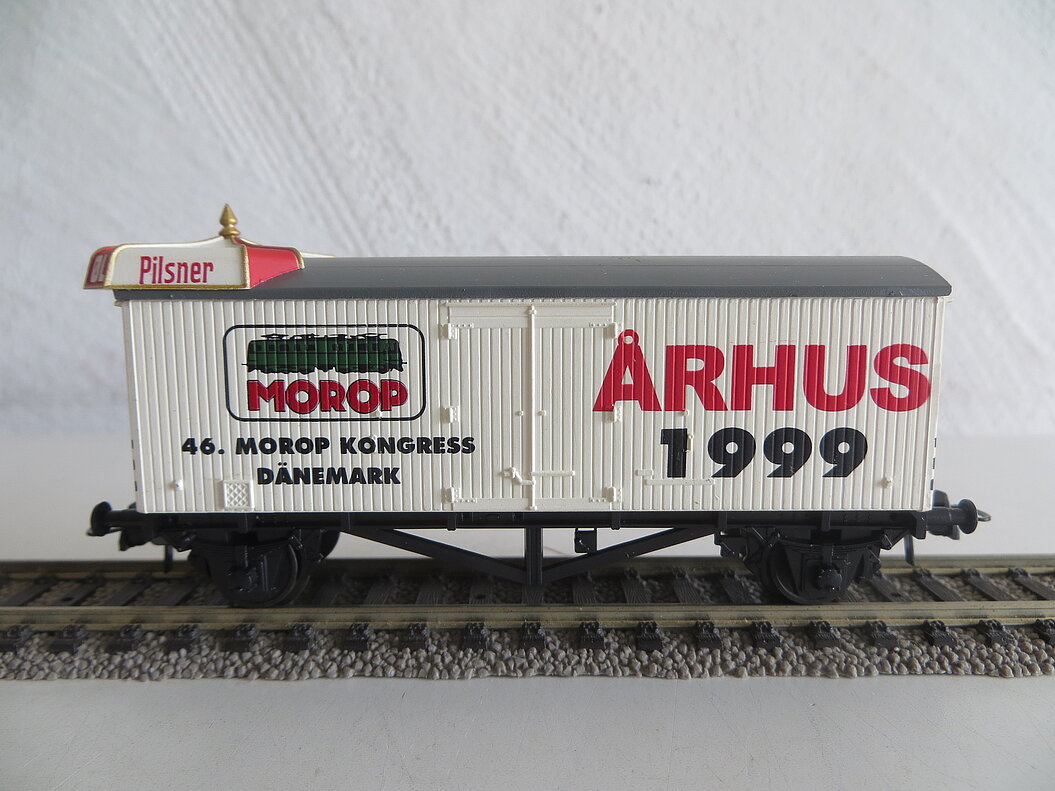 Pilsner
MOROP
46. MOROP KONGRESS
DÄNEMARK
ÅRHUS
1999